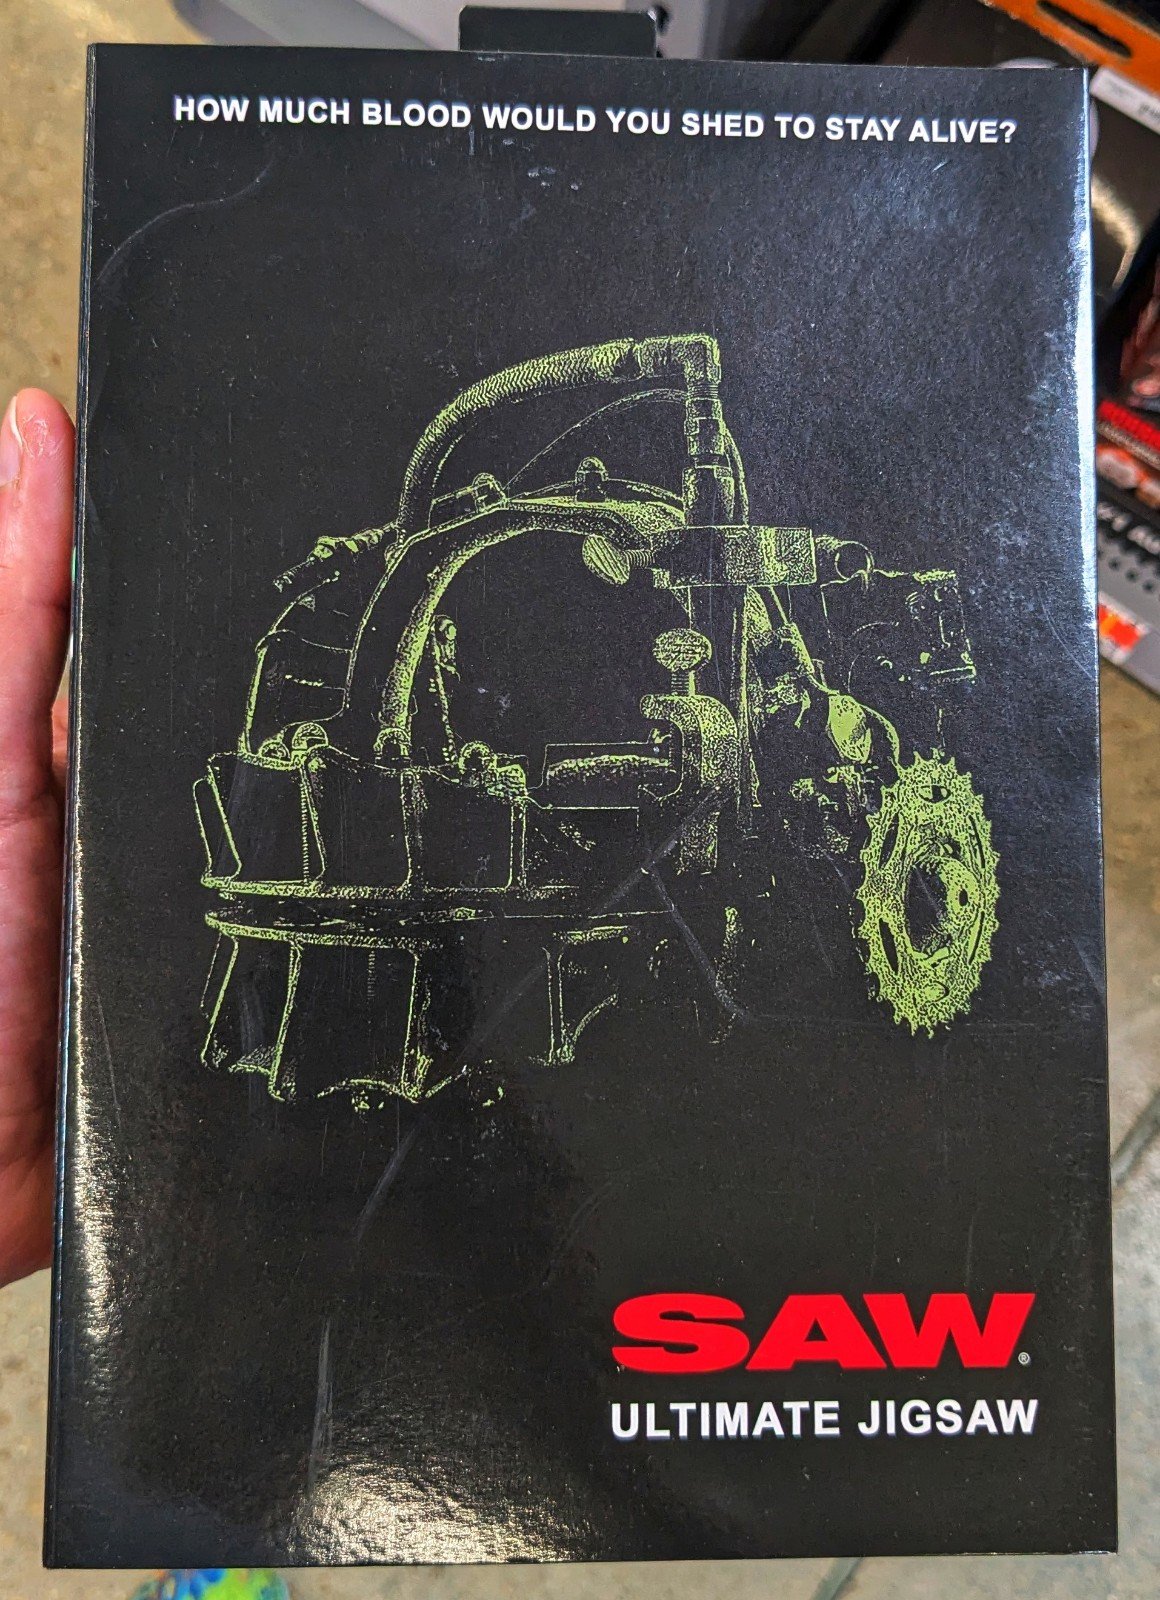 HOW MUCH BLOOD WOULD YOU SHED TO STAY ALIVE?
SAW®
ULTIMATE JIGSAW